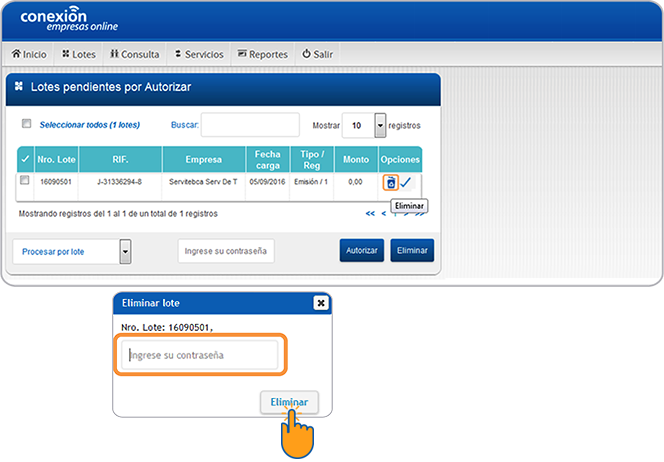 conexión
empresas online
Inicio Lotes Consulta Servicios Reportes Salir
Lotes pendientes por Autorizar
Seleccionar todos (1 lotes) Buscar: Mostrar 10 registros
Nro. Lote RIF. Empresa Fecha carga Tipo / Reg Monto Opciones
16090501 J-31336294-8 Servitebca Serv De T 05/09/2016 Emisión / 1 0,00
Eliminar
Mostrando registros del 1 al 1 de un total de 1 registros << < 1 > >>
Procesar por lote Ingrese su contraseña Autorizar Eliminar
Eliminar lote
Nro. Lote: 16090501,
Ingrese su contraseña
Eliminar